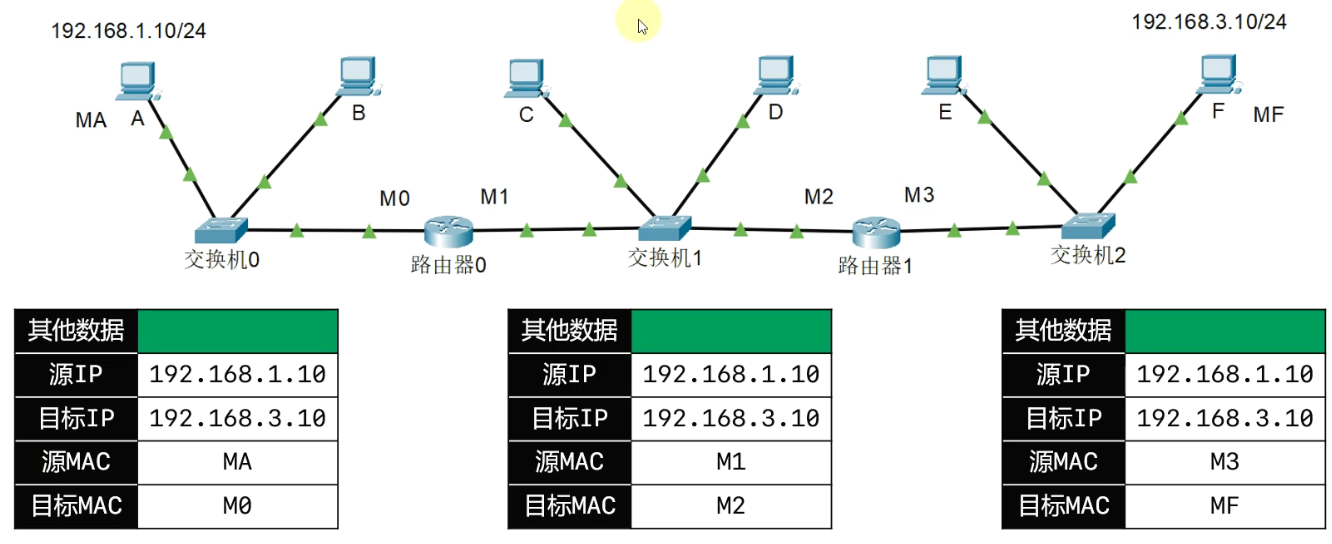 192.168.1.10/24
192.168.3.10/24
MA
A
B
C
D
E
F
MF
M0
M1
M2
M3
交换机0
路由器0
交换机1
路由器1
交换机2
其他数据
源IP 192.168.1.10
目标IP 192.168.3.10
源MAC MA
目标MAC M0
其他数据
源IP 192.168.1.10
目标IP 192.168.3.10
源MAC M1
目标MAC M2
其他数据
源IP 192.168.1.10
目标IP 192.168.3.10
源MAC M3
目标MAC MF